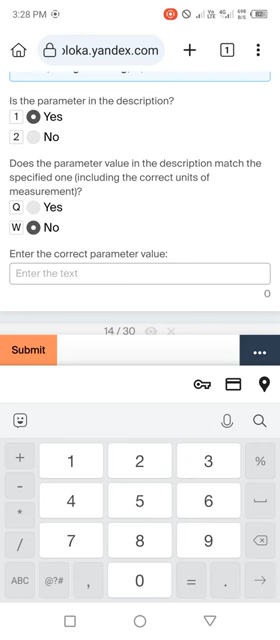 3:28 PM
oloka.yandex.com
1
Is the parameter in the description?
1 Yes
2 No
Does the parameter value in the description match the
specified one (including the correct units of
measurement)?
Q Yes
W No
Enter the correct parameter value:
Enter the text
0
14 / 30
Submit
+ 1 2 3 %
- 4 5 6
* 7 8 9
/
ABC @?# , 0 = .